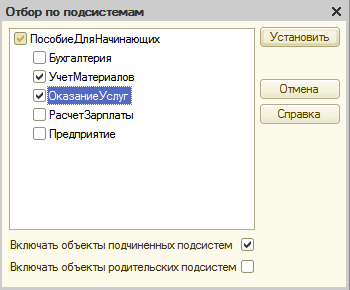 Отбор по подсистемам
ПособиеДляНачинающих
Установить
Бухгалтерия
УчетМатериалов
ОказаниеУслуг
Отмена
РасчетЗарплаты
Справка
Предприятие
Включать объекты подчиненных подсистем
Включать объекты родительских подсистем